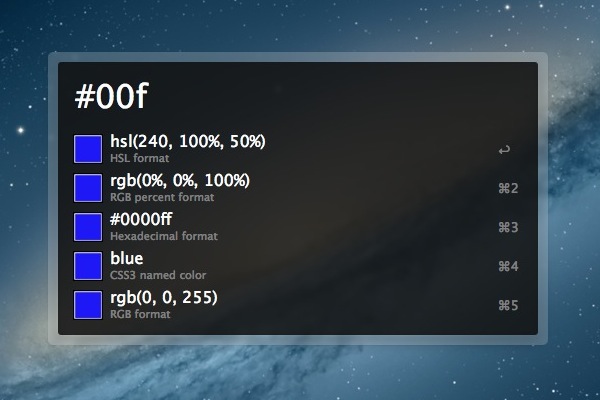 #00f
hsl(240, 100%, 50%)
HSL format
↩
rgb(0%, 0%, 100%)
RGB percent format
⌘2
#0000ff
Hexadecimal format
⌘3
blue
CSS3 named color
⌘4
rgb(0, 0, 255)
RGB format
⌘5